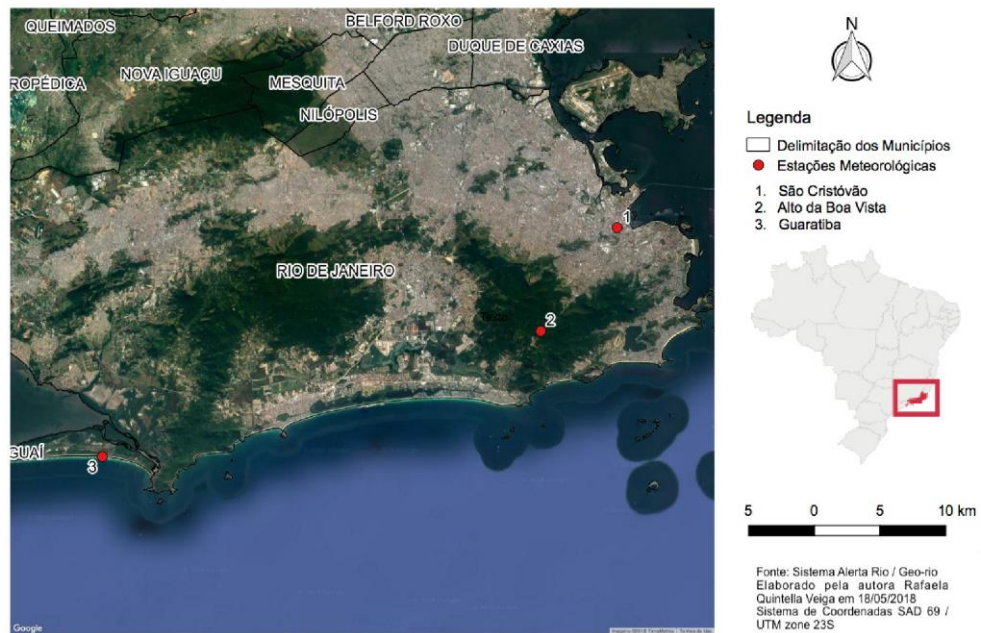 QUEIMADOS
BELFORD ROXO
DUQUE DE CAXIAS
ROPÉDICA
NOVA IGUAÇU
MESQUITA
NILÓPOLIS
1
RIO DE JANEIRO
2
GUAÍ
3
Google
N
Legenda
Delimitação dos Municípios
Estações Meteorológicas
1. São Cristóvão
2. Alto da Boa Vista
3. Guaratiba
5 0 5 10 km
Fonte: Sistema Alerta Rio / Geo-rio
Elaborado pela autora Rafaela
Quintella Veiga em 18/05/2018
Sistema de Coordenadas SAD 69 /
UTM zone 23S